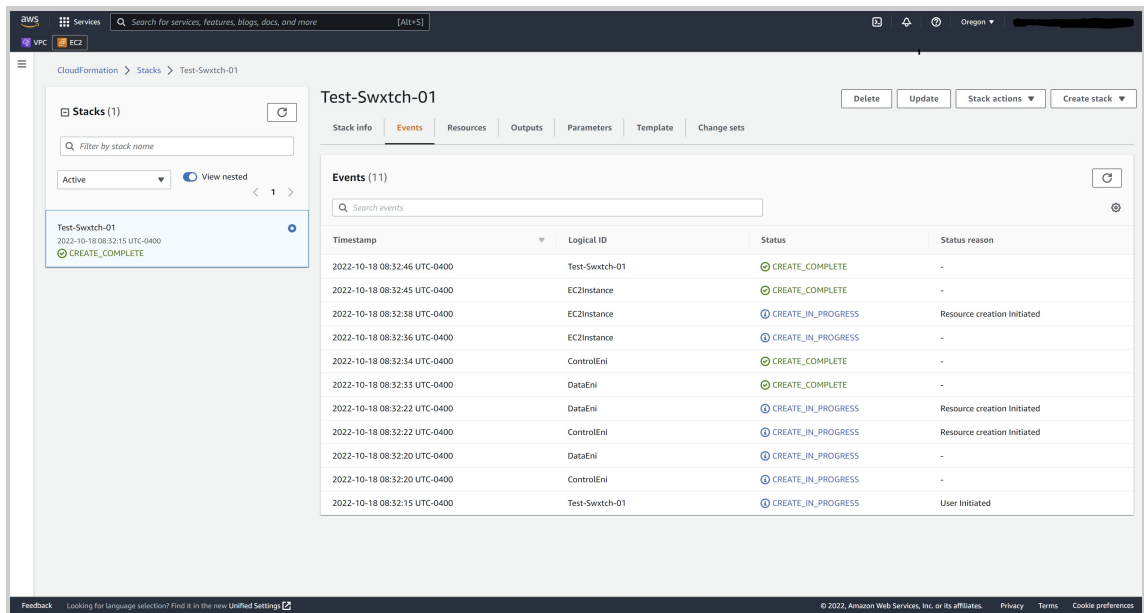 aws Services Search for services, features, blogs, docs, and more [Alt+S] Oregon
VPC EC2
CloudFormation > Stacks > Test-Swxtch-01
Stacks (1)
Filter by stack name
Active View nested
< 1 >
Test-Swxtch-01
2022-10-18 08:32:15 UTC-0400
CREATE_COMPLETE
Test-Swxtch-01
Delete Update Stack actions Create stack
Stack info Events Resources Outputs Parameters Template Change sets
Events (11)
Search events
Timestamp Logical ID Status Status reason
2022-10-18 08:32:46 UTC-0400 Test-Swxtch-01 CREATE_COMPLETE -
2022-10-18 08:32:45 UTC-0400 EC2Instance CREATE_COMPLETE -
2022-10-18 08:32:38 UTC-0400 EC2Instance CREATE_IN_PROGRESS Resource creation Initiated
2022-10-18 08:32:36 UTC-0400 EC2Instance CREATE_IN_PROGRESS -
2022-10-18 08:32:34 UTC-0400 ControlEni CREATE_COMPLETE -
2022-10-18 08:32:33 UTC-0400 DataEni CREATE_COMPLETE -
2022-10-18 08:32:22 UTC-0400 DataEni CREATE_IN_PROGRESS Resource creation Initiated
2022-10-18 08:32:22 UTC-0400 ControlEni CREATE_IN_PROGRESS Resource creation Initiated
2022-10-18 08:32:20 UTC-0400 DataEni CREATE_IN_PROGRESS -
2022-10-18 08:32:20 UTC-0400 ControlEni CREATE_IN_PROGRESS -
2022-10-18 08:32:15 UTC-0400 Test-Swxtch-01 CREATE_IN_PROGRESS User Initiated
Feedback Looking for language selection? Find it in the new Unified Settings © 2022, Amazon Web Services, Inc. or its affiliates. Privacy Terms Cookie preferences